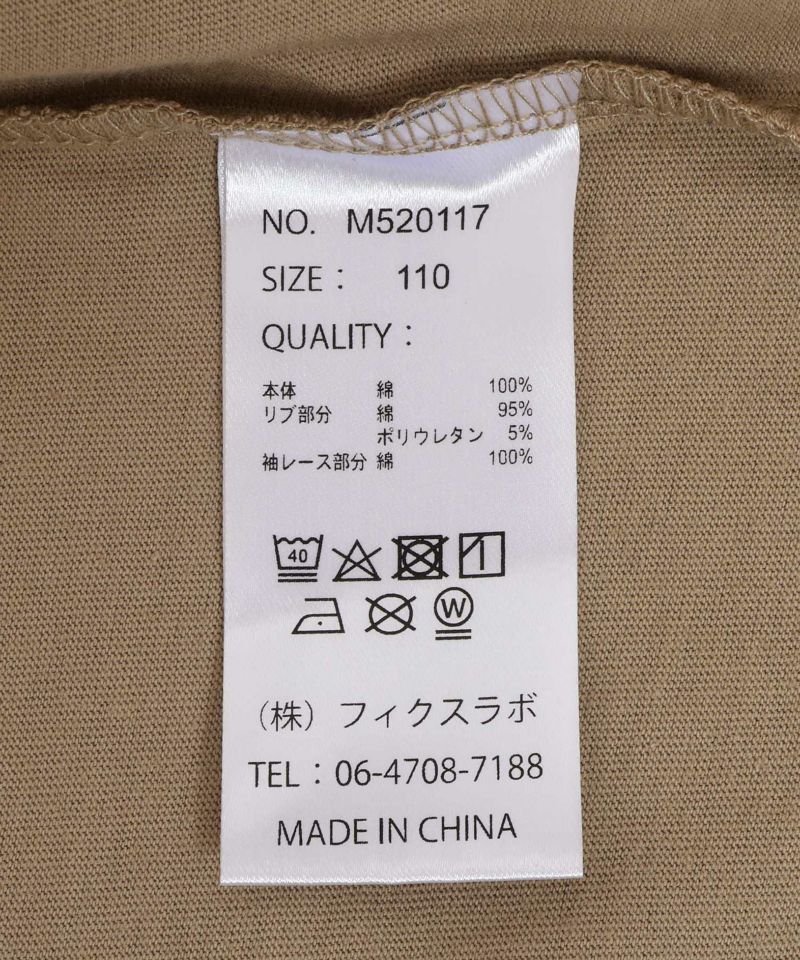 NO. M520117
SIZE： 110
QUALITY：
本体 綿 100%
リブ部分 綿 95%
ポリウレタン 5%
袖レース部分 綿 100%
40
W
（株）フィクスラボ
TEL：06-4708-7188
MADE IN CHINA